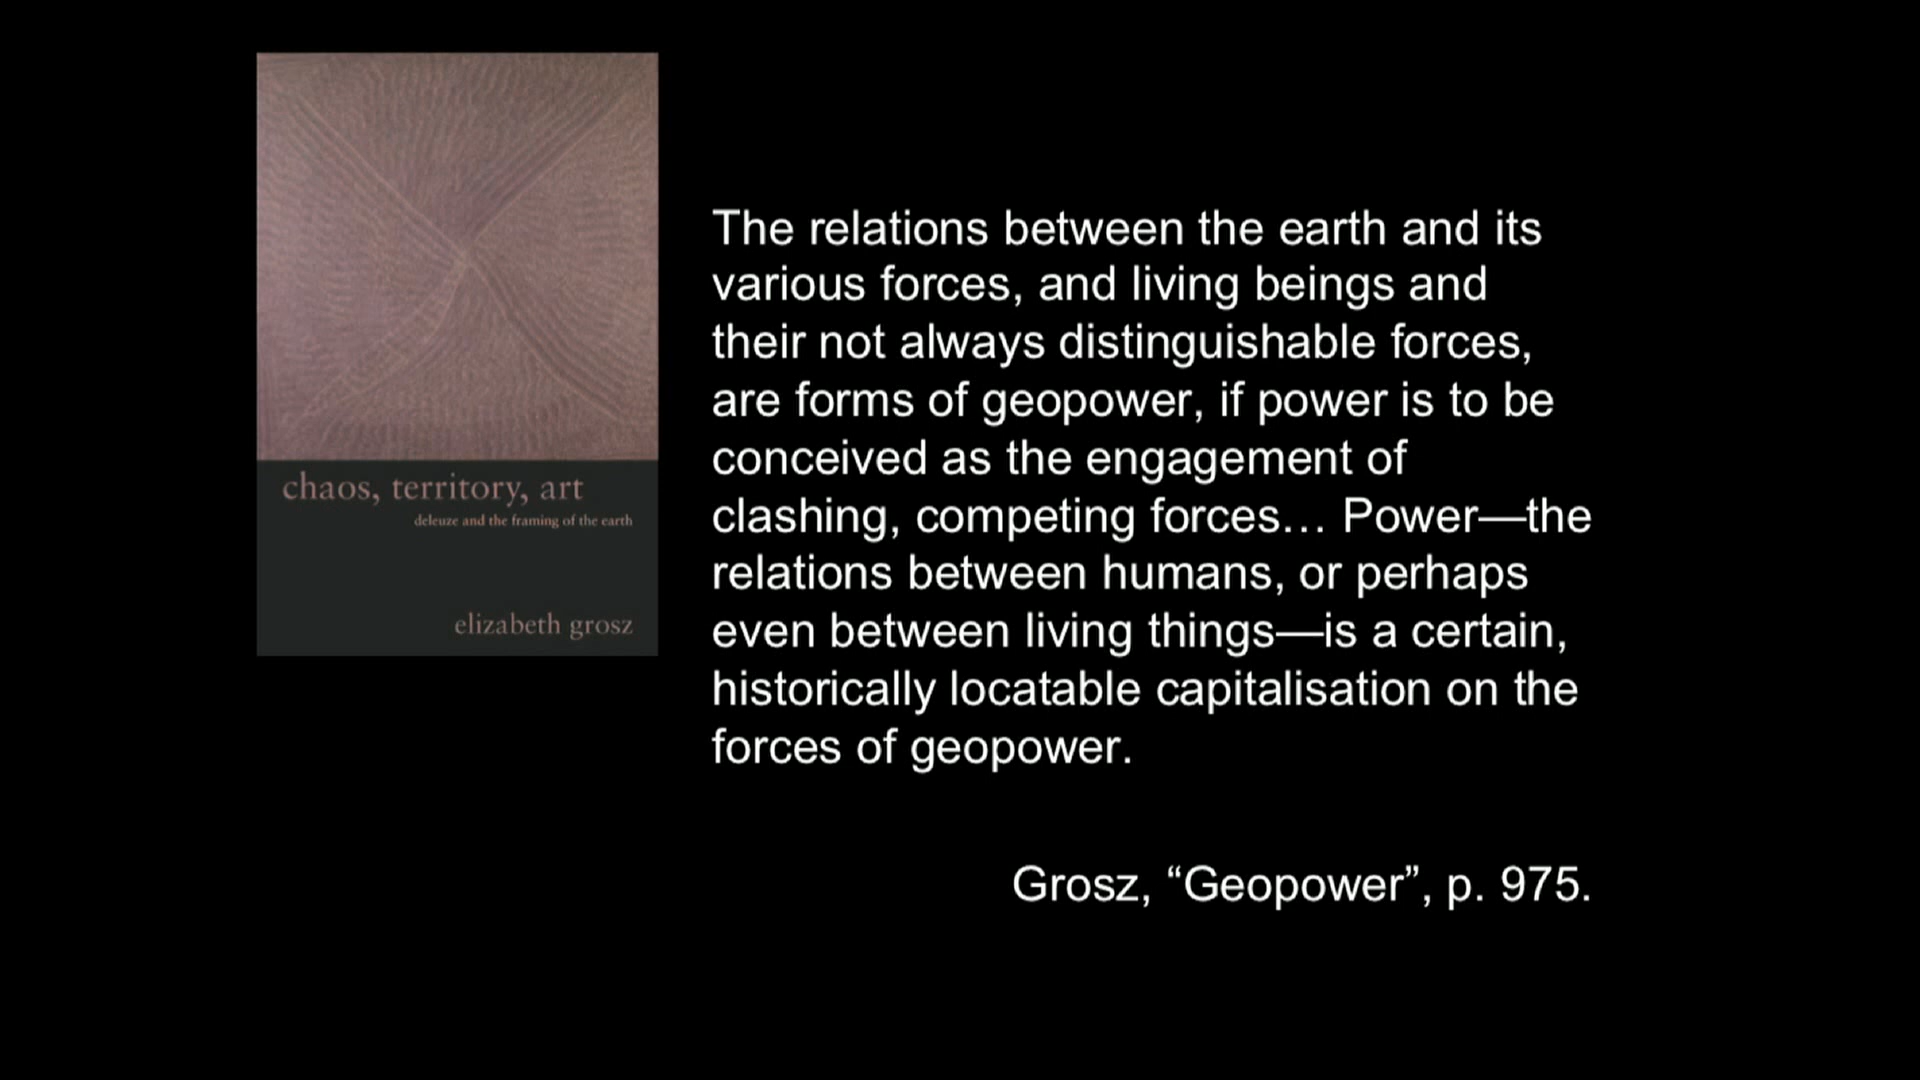 chaos, territory, art
deleuze and the framing of the earth
elizabeth grosz
The relations between the earth and its
various forces, and living beings and
their not always distinguishable forces,
are forms of geopower, if power is to be
conceived as the engagement of
clashing, competing forces… Power—the
relations between humans, or perhaps
even between living things—is a certain,
historically locatable capitalisation on the
forces of geopower.
Grosz, “Geopower”, p. 975.